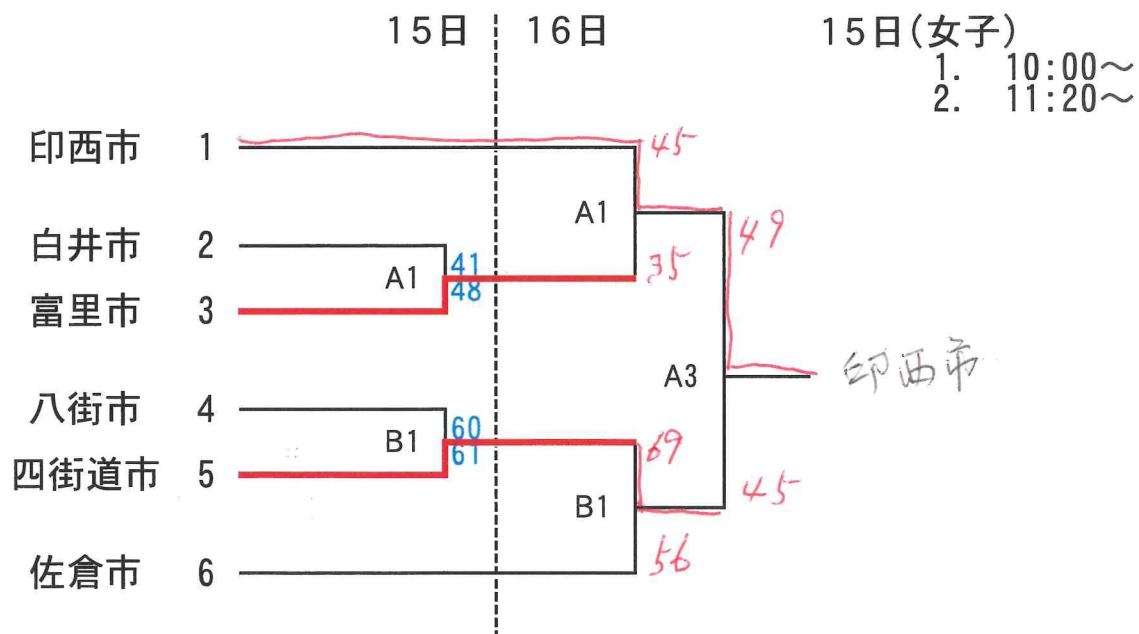 15日 16日 15日(女子)
1. 10:00～
2. 11:20～
印西市 1 45
A1 49
白井市 2
41 35
A1 48
富里市 3
A3 印西市
八街市 4
60 69
B1 61
四街道市 5 45
B1
56
佐倉市 6